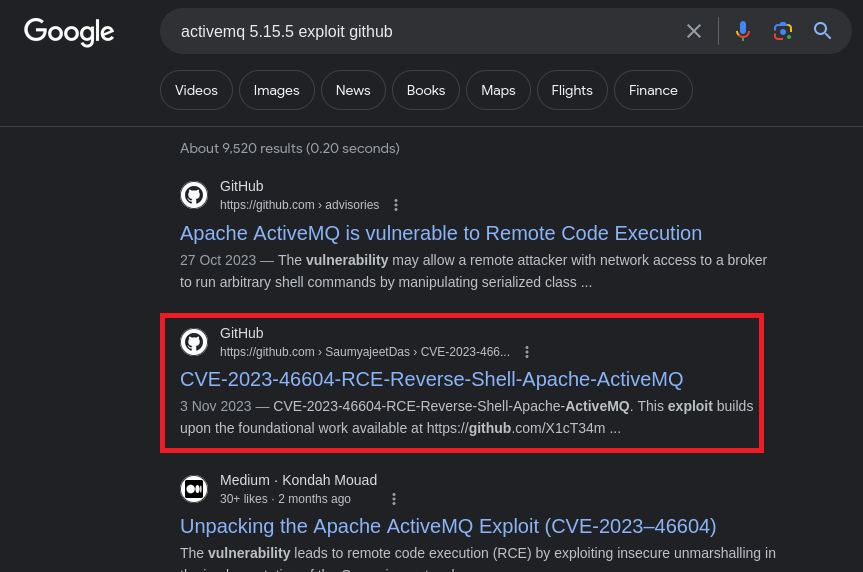 Google
activemq 5.15.5 exploit github
Videos Images News Books Maps Flights Finance
About 9,520 results (0.20 seconds)
GitHub
https://github.com › advisories
Apache ActiveMQ is vulnerable to Remote Code Execution
27 Oct 2023 — The vulnerability may allow a remote attacker with network access to a broker
to run arbitrary shell commands by manipulating serialized class ...
GitHub
https://github.com › SaumyajeetDas › CVE-2023-466...
CVE-2023-46604-RCE-Reverse-Shell-Apache-ActiveMQ
3 Nov 2023 — CVE-2023-46604-RCE-Reverse-Shell-Apache-ActiveMQ. This exploit builds
upon the foundational work available at https://github.com/X1cT34m ...
Medium · Kondah Mouad
30+ likes · 2 months ago
Unpacking the Apache ActiveMQ Exploit (CVE-2023–46604)
The vulnerability leads to remote code execution (RCE) by exploiting insecure unmarshalling in